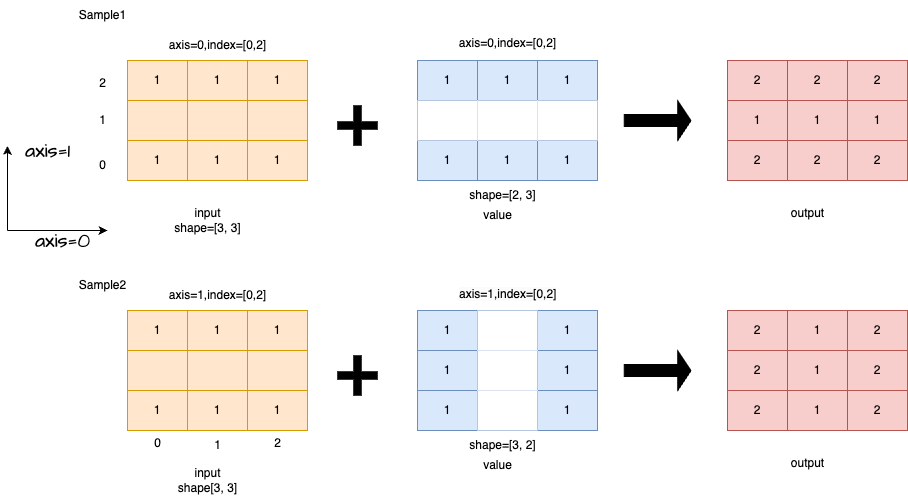 Sample1
axis=0,index=[0,2]
axis=0,index=[0,2]
2
1 1 1
1 1 1
2 2 2
1
1 1 1
0
1 1 1
1 1 1
2 2 2
axis=1
axis=0
input
shape=[3, 3]
shape=[2, 3]
value
output
Sample2
axis=1,index=[0,2]
axis=1,index=[0,2]
1 1 1
1 1
2 1 2
1 1
2 1 2
1 1 1
1 1
2 1 2
0 1 2
input
shape[3, 3]
shape=[3, 2]
value
output